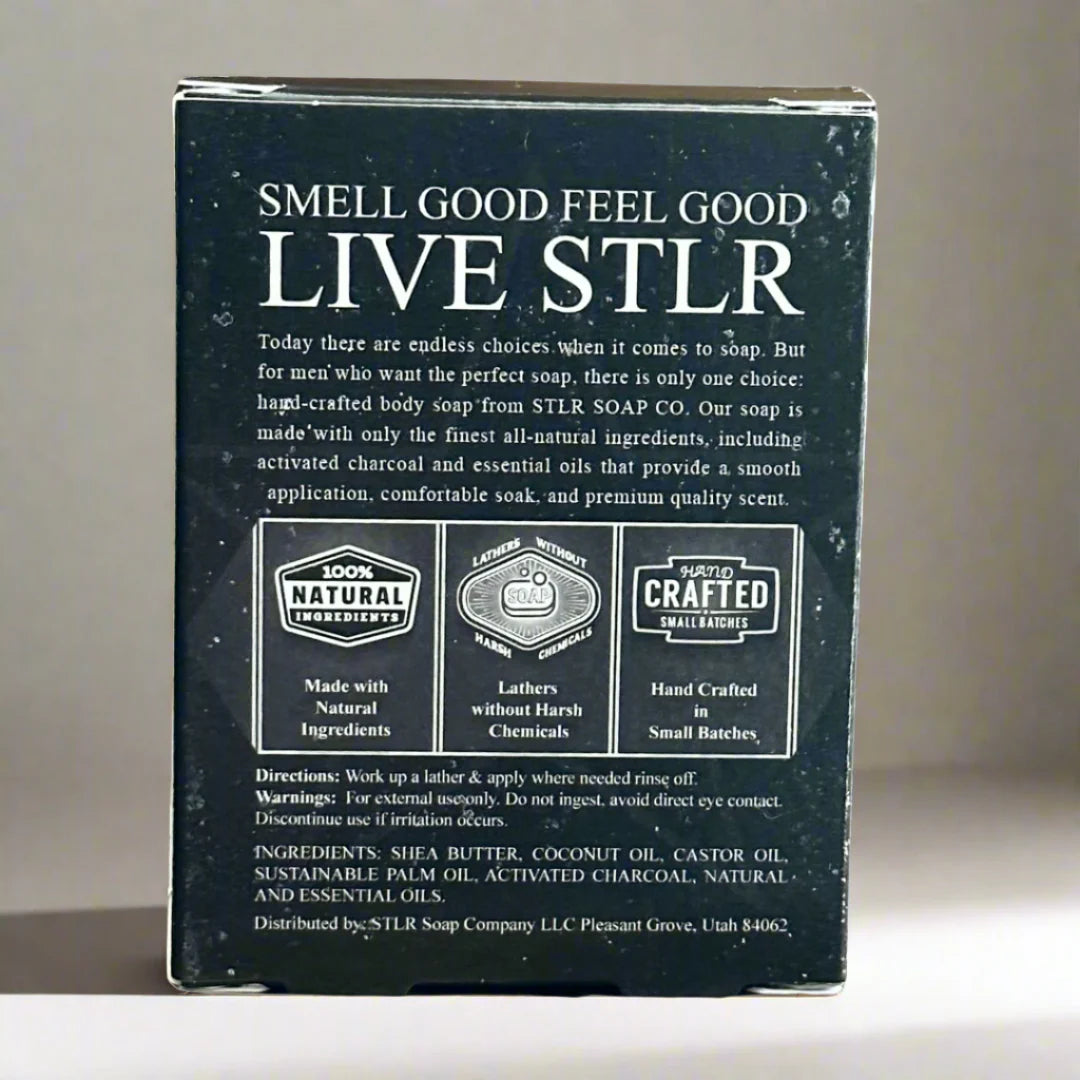 SMELL GOOD FEEL GOOD
LIVE STLR
Today there are endless choices when it comes to soap. But
for men who want the perfect soap, there is only one choice:
hand-crafted body soap from STLR SOAP CO. Our soap is
made with only the finest all-natural ingredients, including
activated charcoal and essential oils that provide a smooth
application, comfortable soak, and premium quality scent.
100%
NATURAL
INGREDIENTS
Made with
Natural
Ingredients
LATHERS WITHOUT
SOAP
HARSH CHEMICALS
Lathers
without Harsh
Chemicals
HAND
CRAFTED
SMALL BATCHES
Hand Crafted
in
Small Batches
Directions: Work up a lather & apply where needed rinse off.
Warnings: For external use only. Do not ingest, avoid direct eye contact.
Discontinue use if irritation occurs.
INGREDIENTS: SHEA BUTTER, COCONUT OIL, CASTOR OIL,
SUSTAINABLE PALM OIL, ACTIVATED CHARCOAL, NATURAL
AND ESSENTIAL OILS.
Distributed by: STLR Soap Company LLC Pleasant Grove, Utah 84062